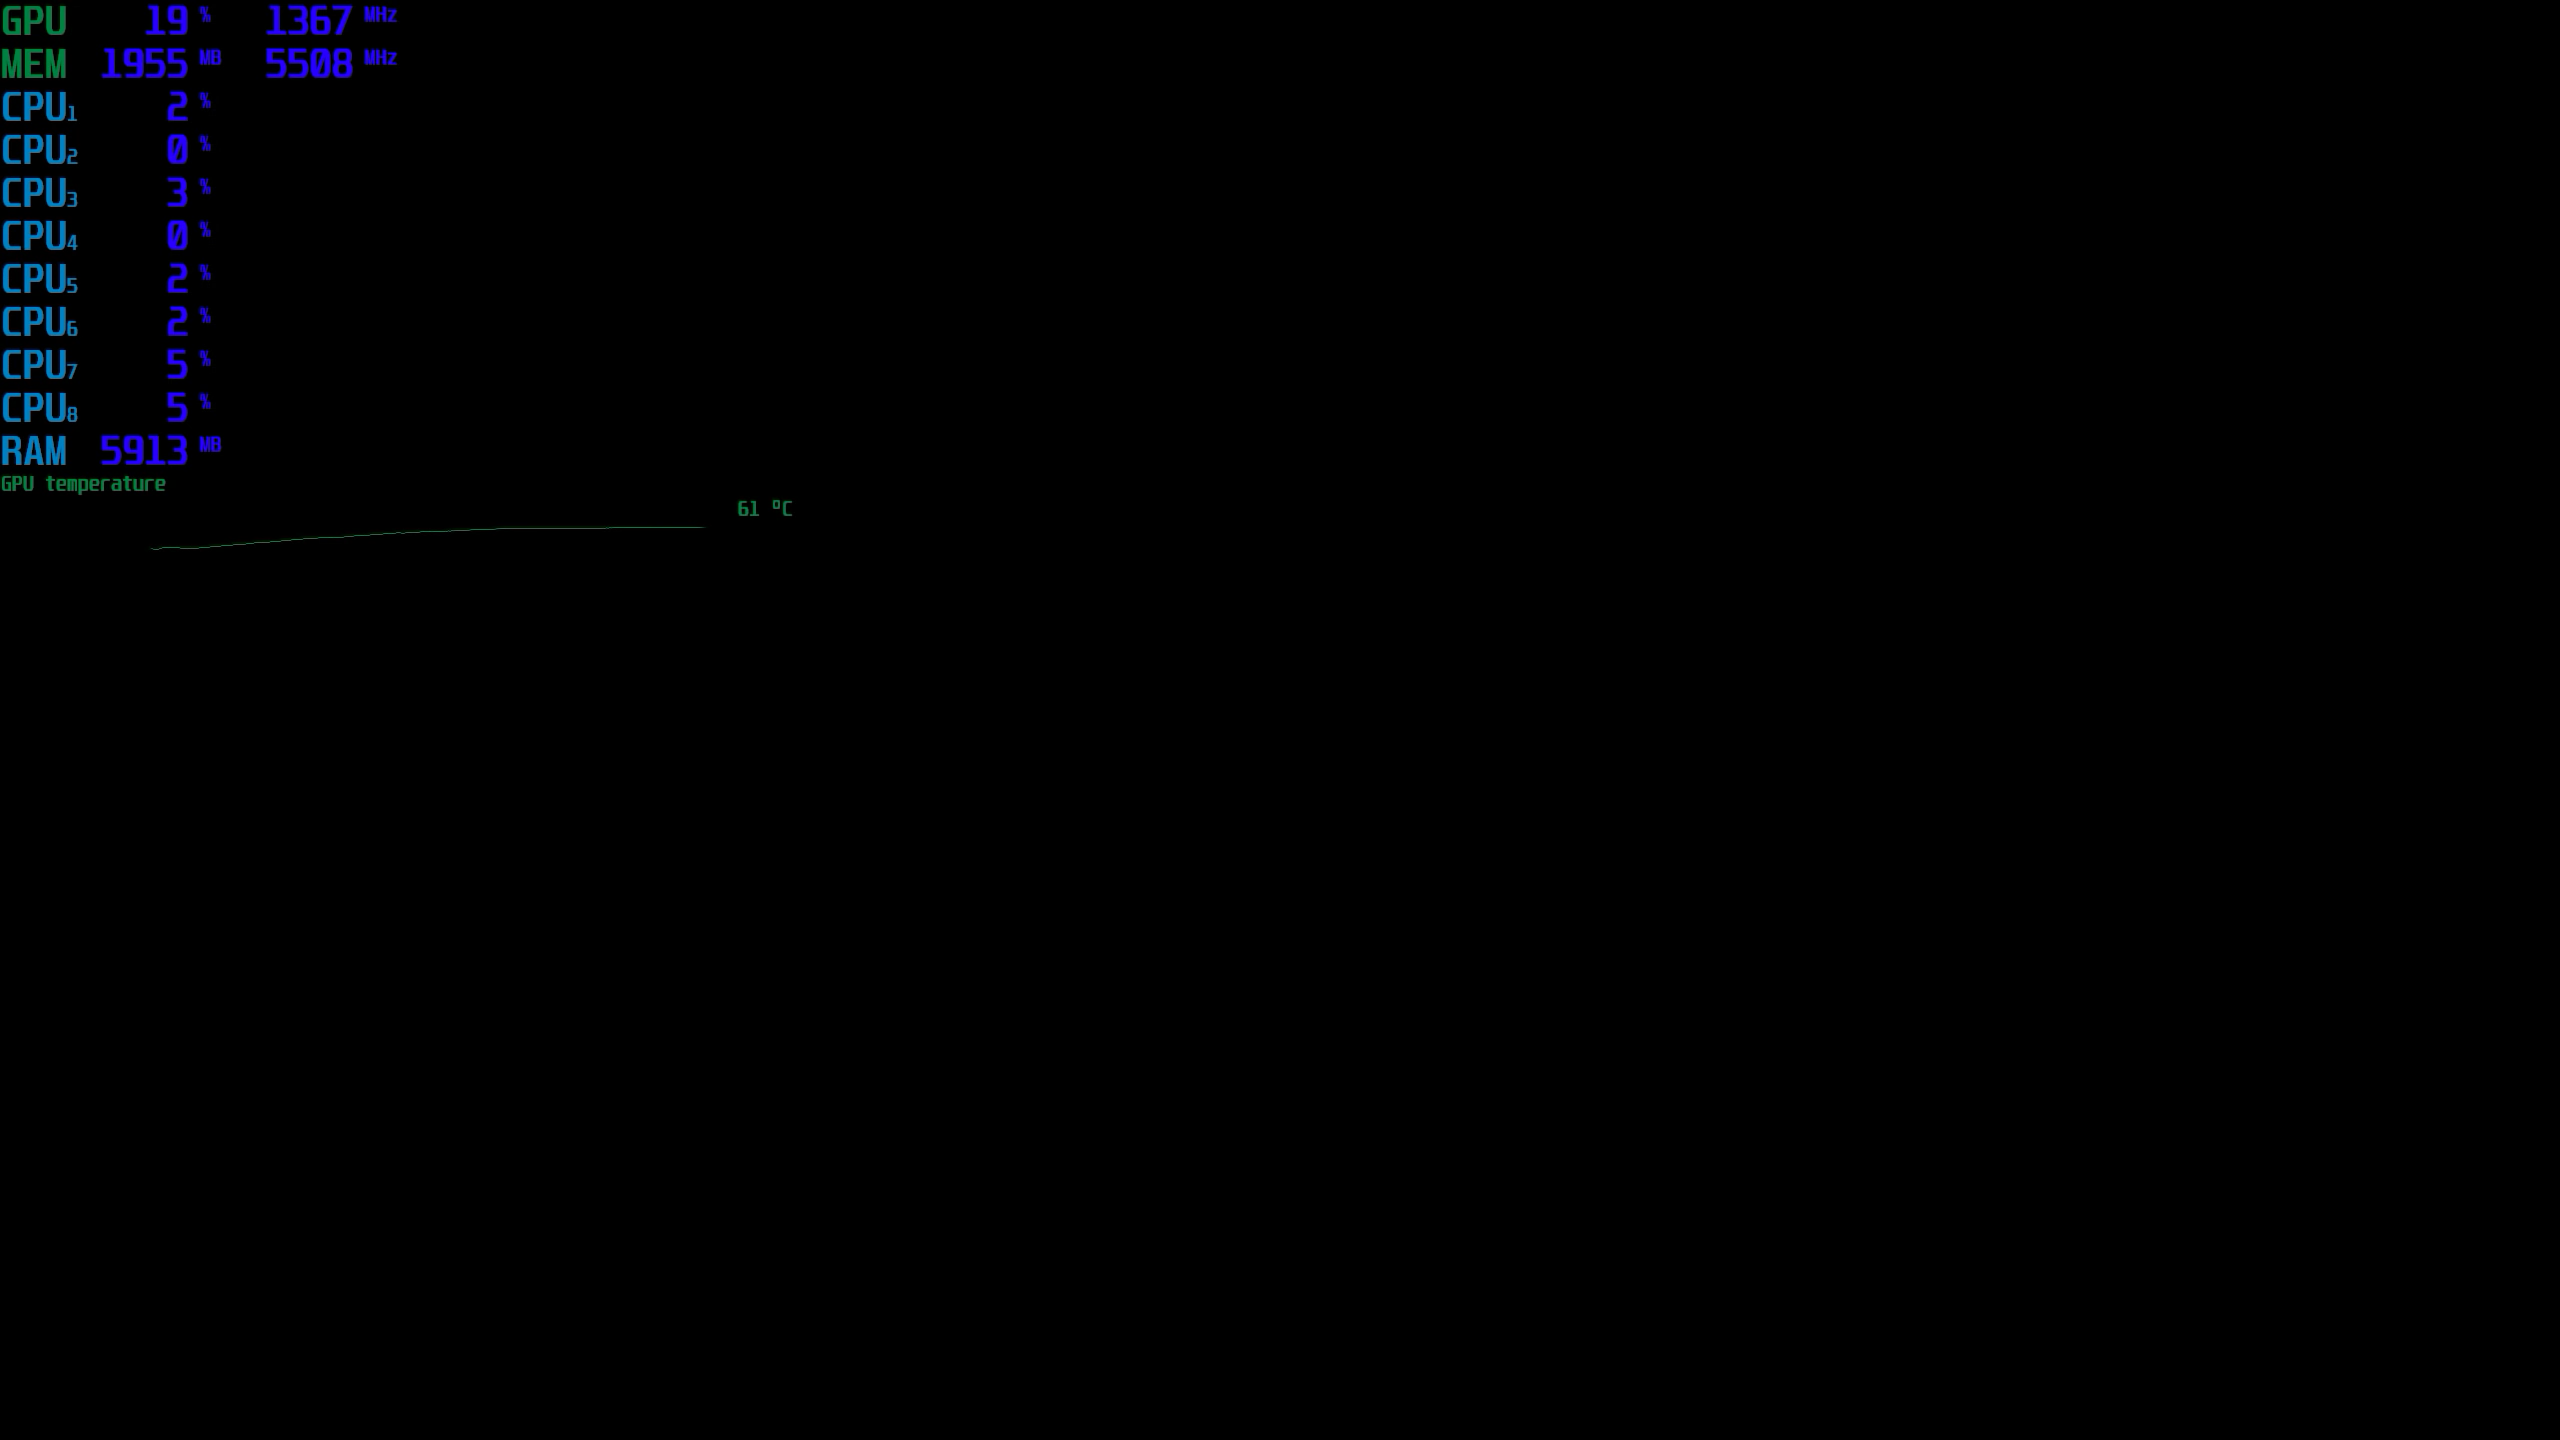 GPU 19 % 1367 MHz
MEM 1955 MB 5508 MHz
CPU1 2 %
CPU2 0 %
CPU3 3 %
CPU4 0 %
CPU5 2 %
CPU6 2 %
CPU7 5 %
CPU8 5 %
RAM 5913 MB
GPU temperature
61 ºC